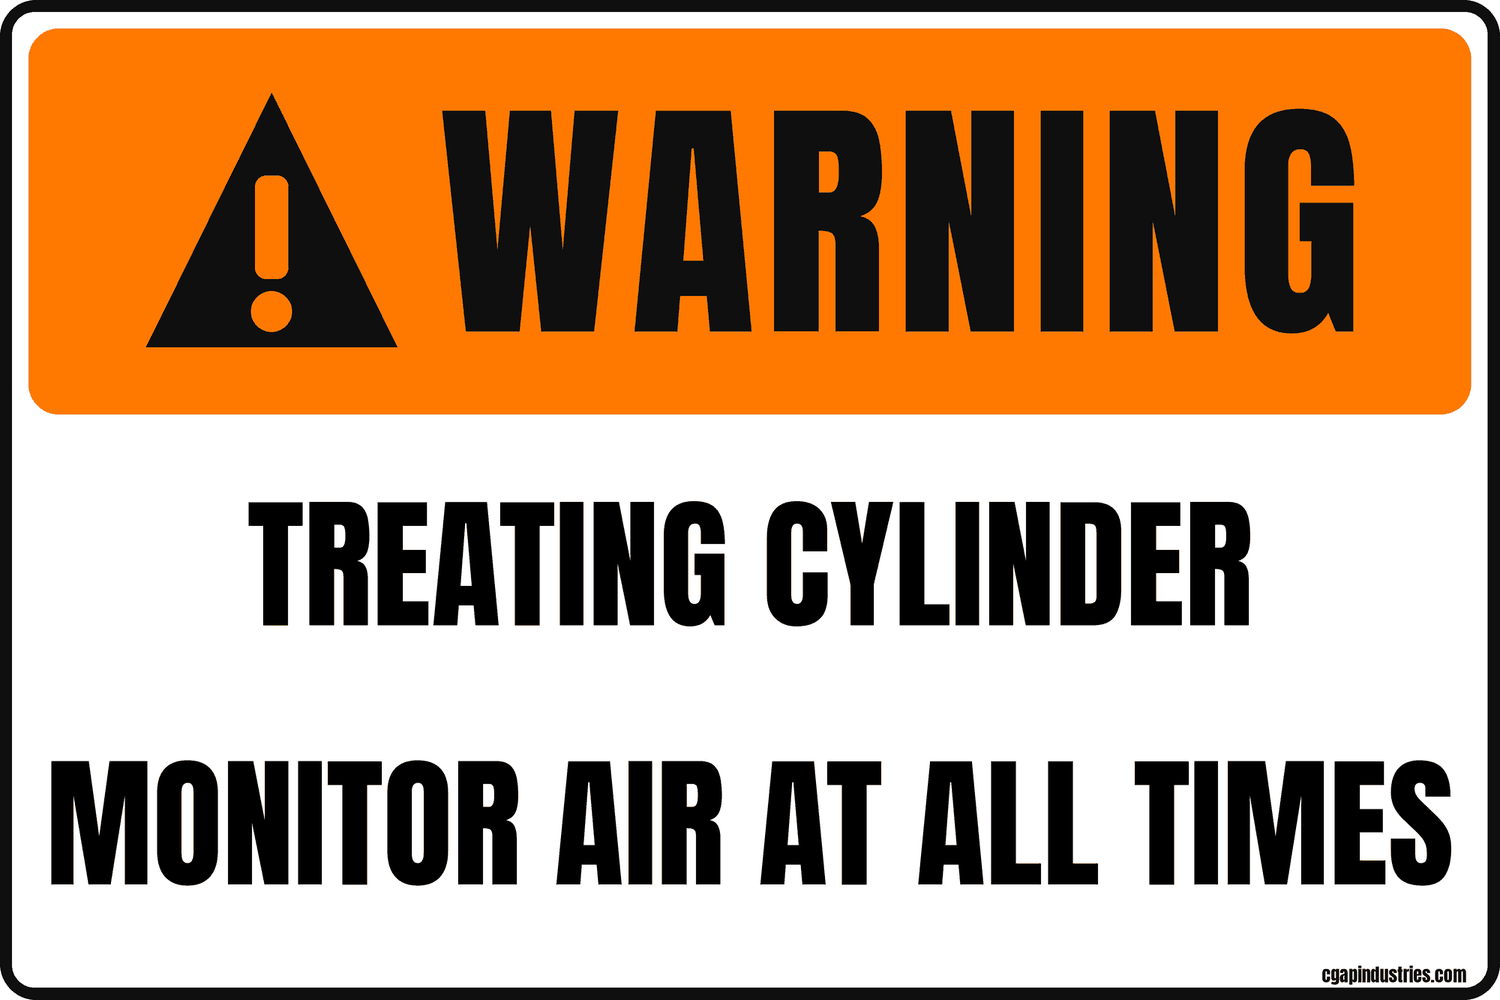 WARNING
TREATING CYLINDER
MONITOR AIR AT ALL TIMES
cgapindustries.com